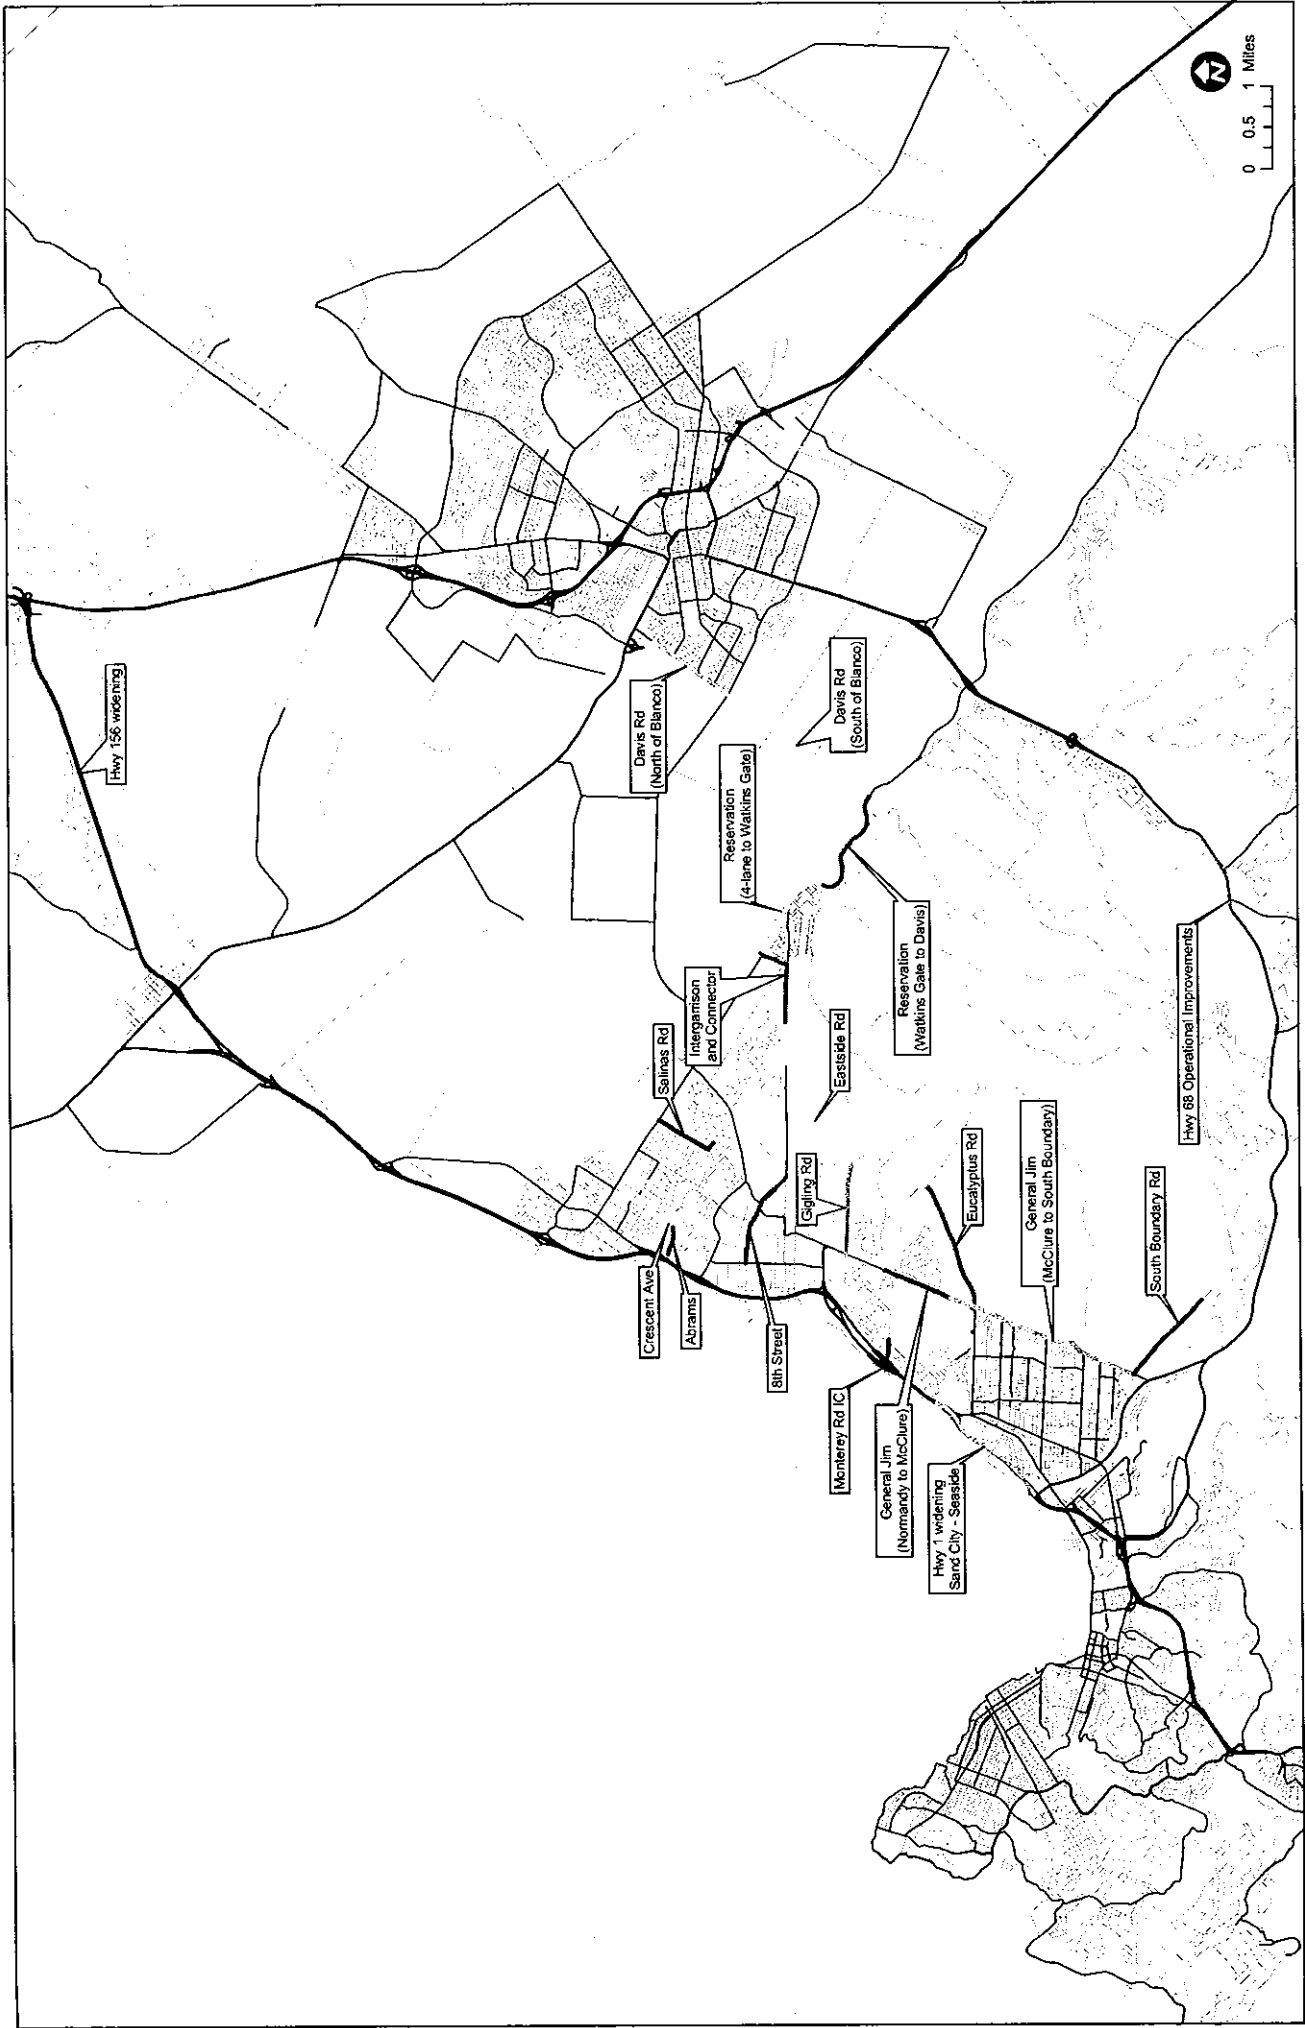 Hwy 156 widening
Davis Rd
(North of Blanco)
Davis Rd
(South of Blanco)
Reservation
(4-lane to Watkins Gate)
Reservation
(Watkins Gate to Davis)
Intergarrison
and Connector
Salinas Rd
Eastside Rd
Gigling Rd
Eucalyptus Rd
General Jim
(McClure to South Boundary)
South Boundary Rd
Hwy 68 Operational Improvements
Crescent Ave
Abrams
8th Street
Monterey Rd IC
General Jim
(Normandy to McClure)
Hwy 1 widening
Sand City - Seaside
N
0 0.5 1 Miles